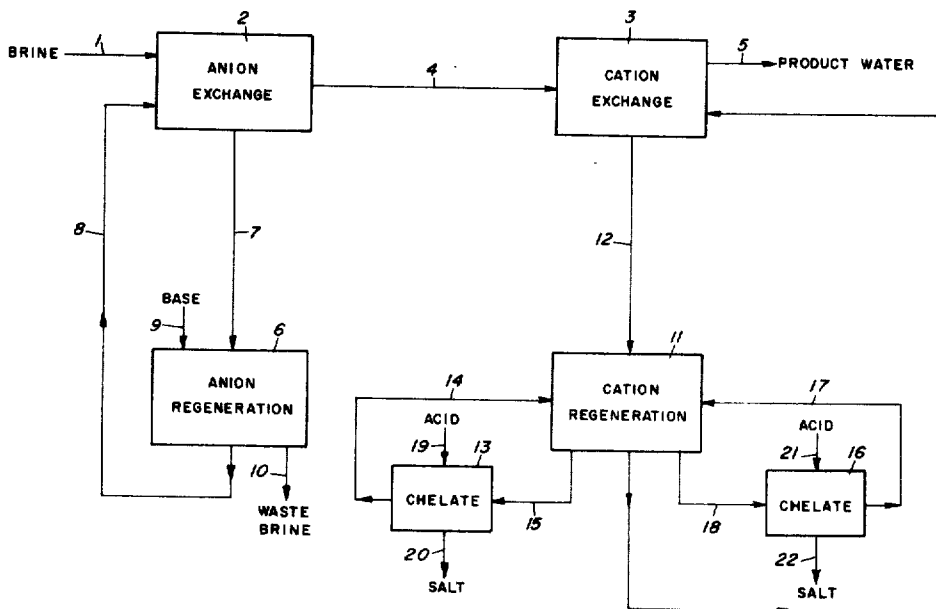 2
3
BRINE
1
ANION
EXCHANGE
4
CATION
EXCHANGE
5
PRODUCT WATER
8
7
12
BASE
9
6
ANION
REGENERATION
10
WASTE
BRINE
11
CATION
REGENERATION
14
ACID
19
13
CHELATE
15
20
SALT
17
ACID
21
16
CHELATE
18
22
SALT